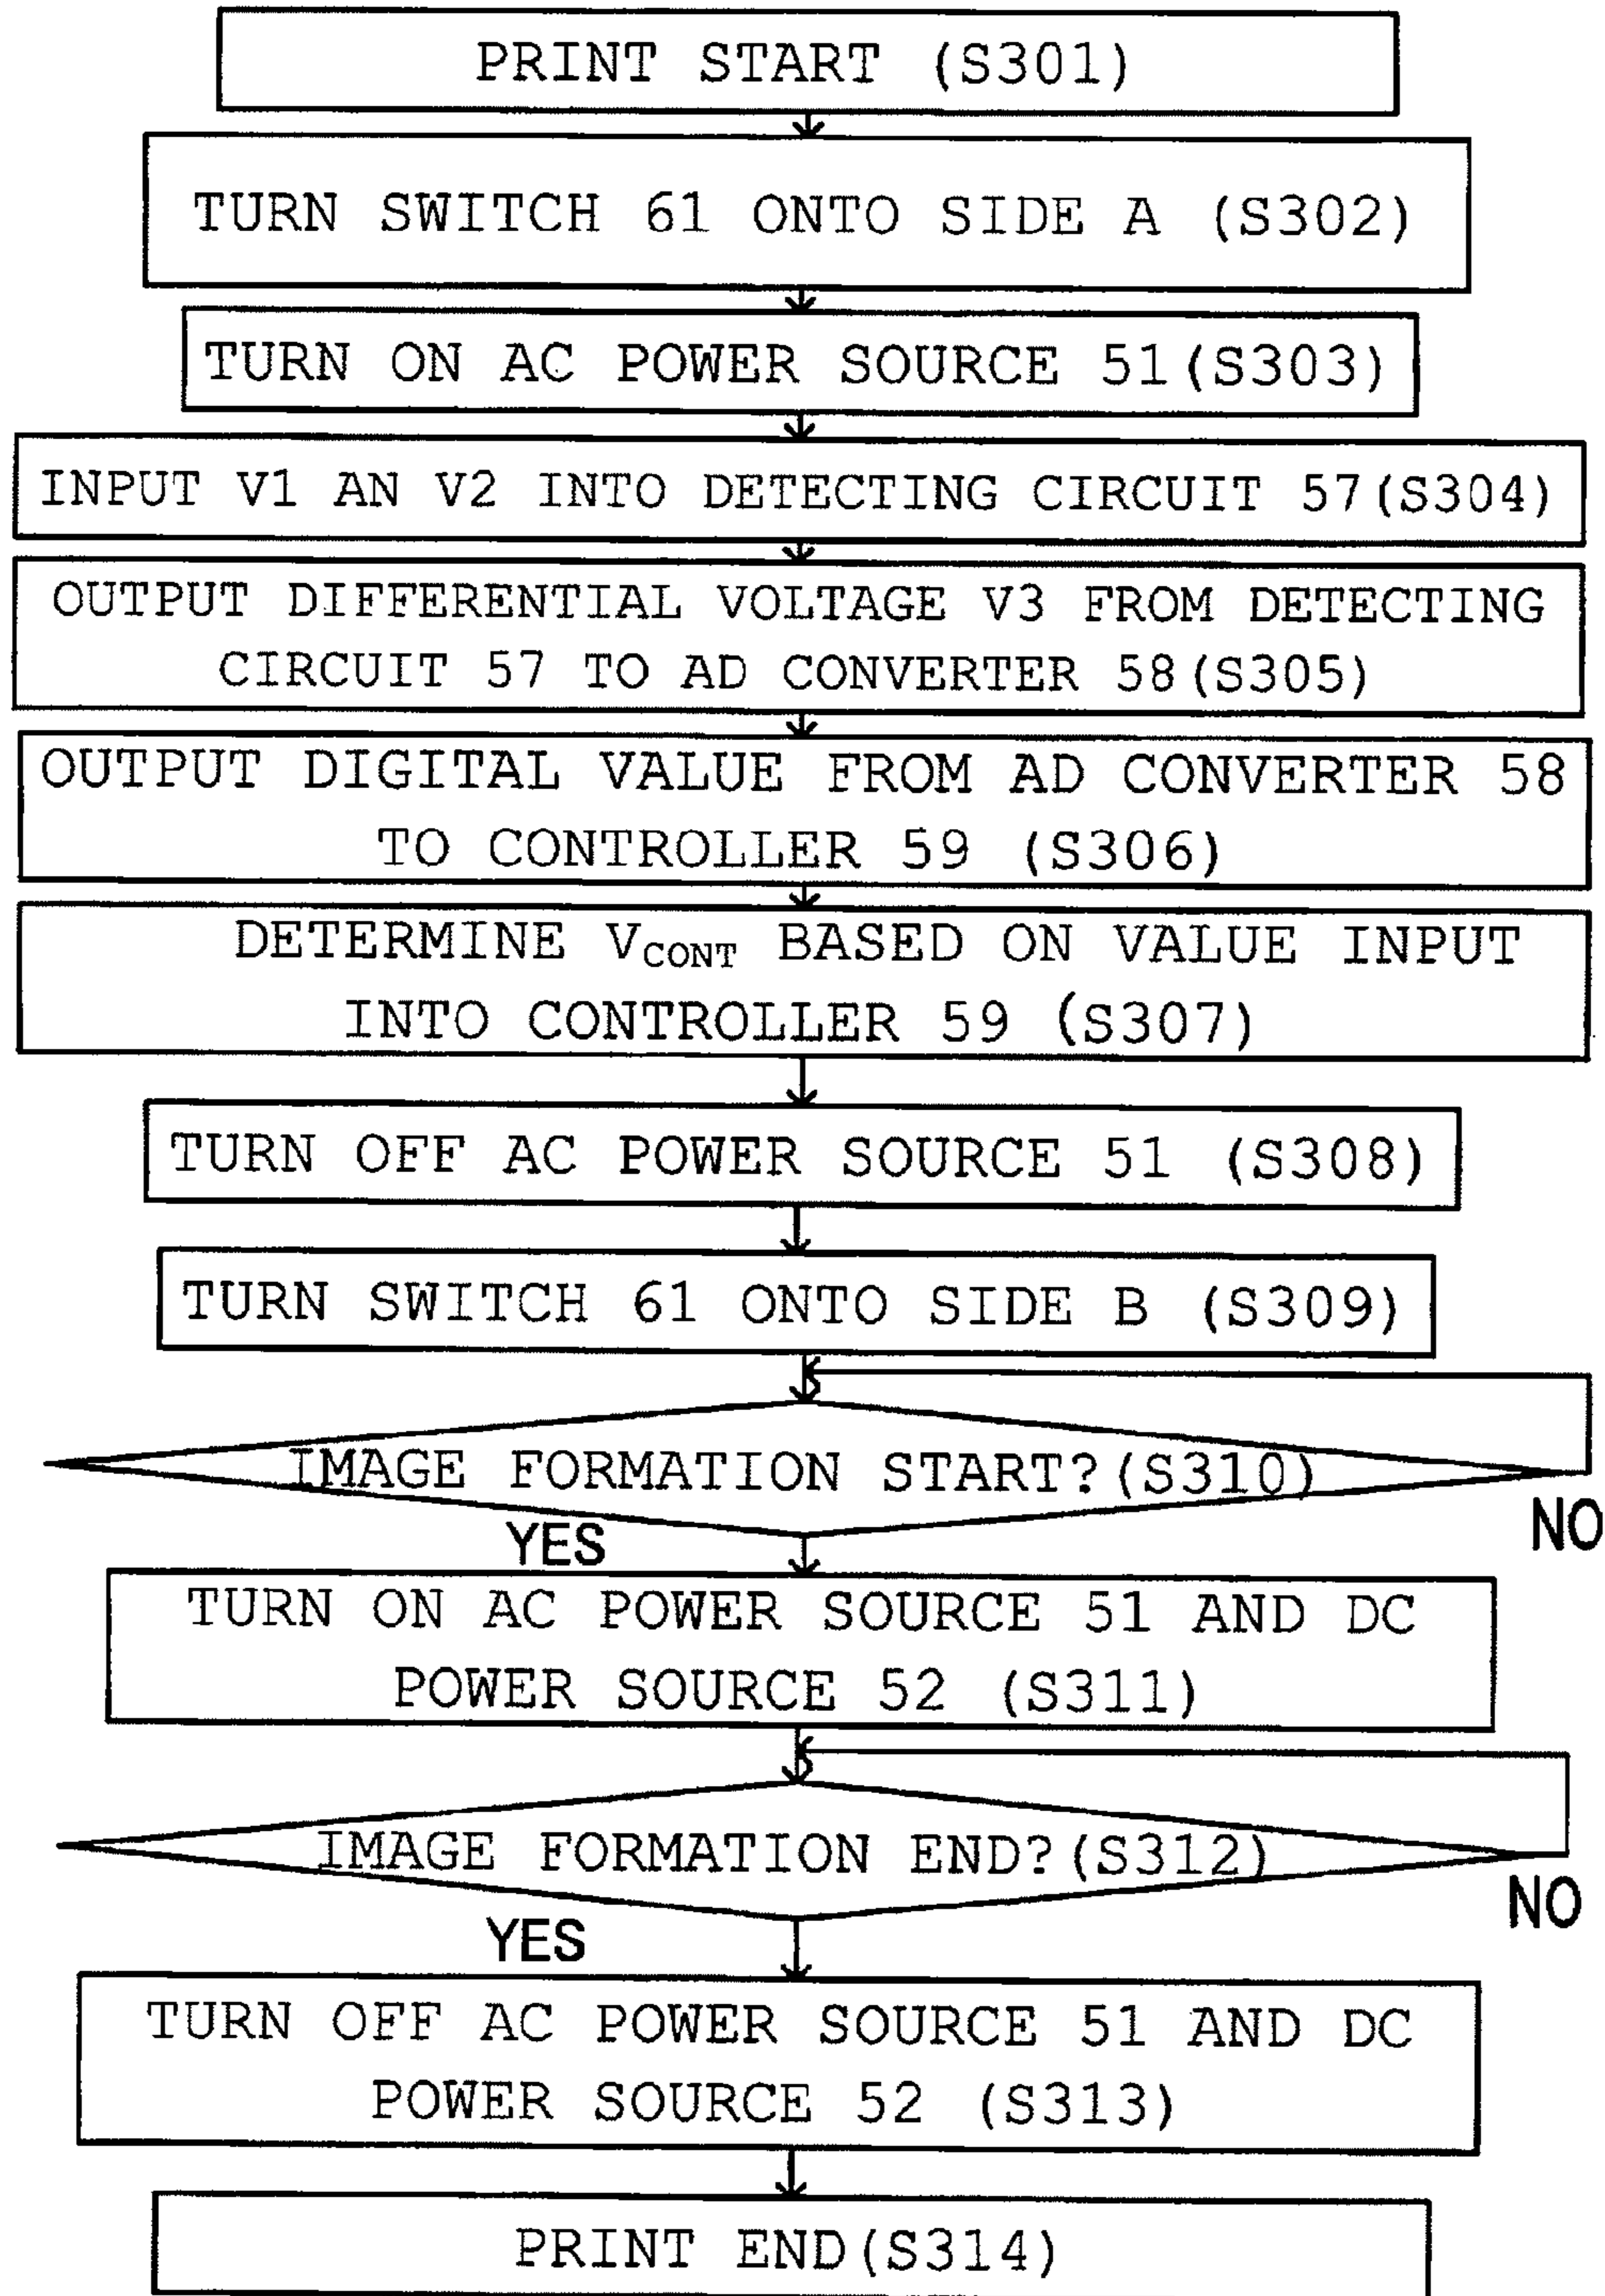 PRINT START (S301)
TURN SWITCH 61 ONTO SIDE A (S302)
TURN ON AC POWER SOURCE 51(S303)
INPUT V1 AN V2 INTO DETECTING CIRCUIT 57(S304)
OUTPUT DIFFERENTIAL VOLTAGE V3 FROM DETECTING
CIRCUIT 57 TO AD CONVERTER 58(S305)
OUTPUT DIGITAL VALUE FROM AD CONVERTER 58
TO CONTROLLER 59 (S306)
DETERMINE VCONT BASED ON VALUE INPUT
INTO CONTROLLER 59 (S307)
TURN OFF AC POWER SOURCE 51 (S308)
TURN SWITCH 61 ONTO SIDE B (S309)
IMAGE FORMATION START?(S310)
NO
YES
TURN ON AC POWER SOURCE 51 AND DC
POWER SOURCE 52 (S311)
IMAGE FORMATION END?(S312)
NO
YES
TURN OFF AC POWER SOURCE 51 AND DC
POWER SOURCE 52 (S313)
PRINT END(S314)